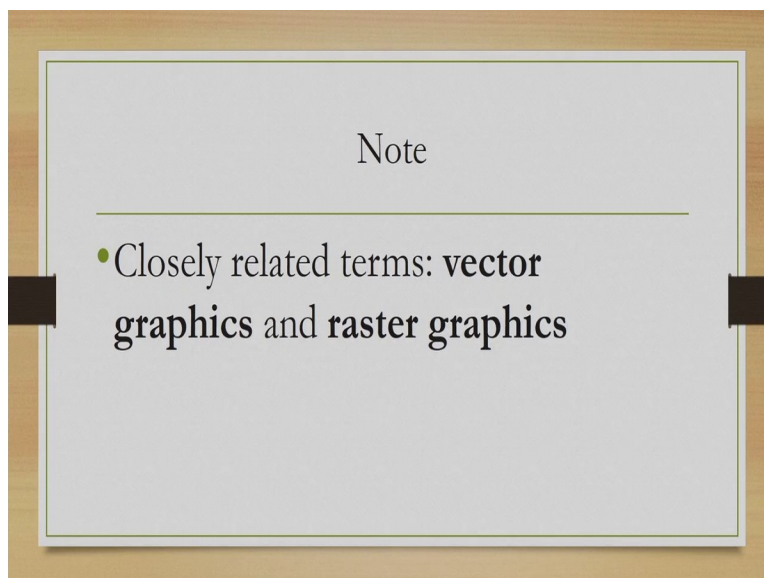 Note
•Closely related terms: vector
graphics and raster graphics